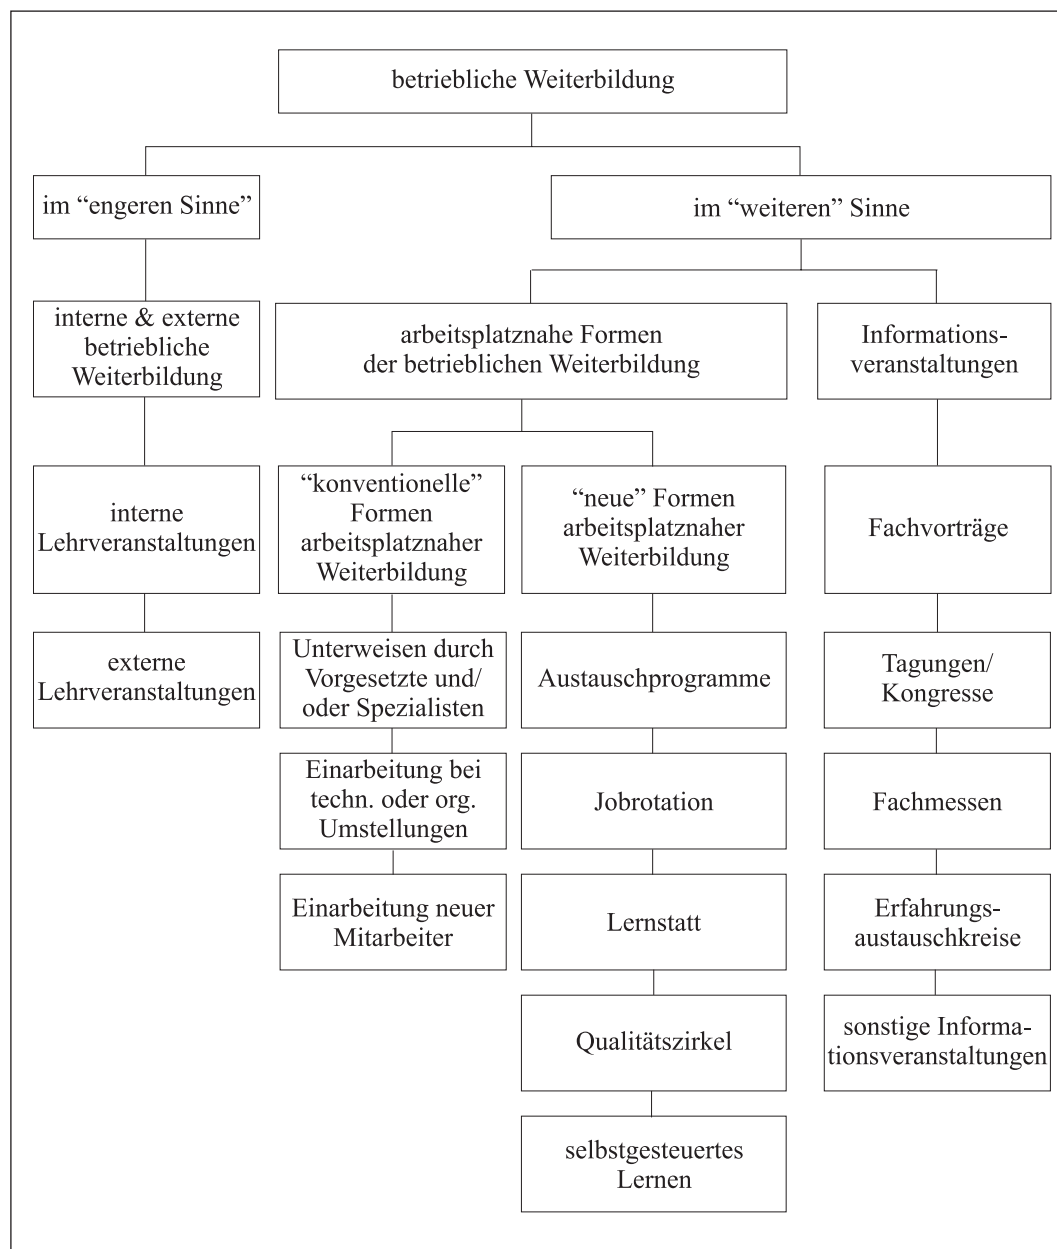 betriebliche Weiterbildung
im “engeren Sinne”
im “weiteren” Sinne
interne & externe
betriebliche
Weiterbildung
arbeitsplatznahe Formen
der betrieblichen Weiterbildung
Informations-
veranstaltungen
interne
Lehrveranstaltungen
“konventionelle”
Formen
arbeitsplatznaher
Weiterbildung
“neue” Formen
arbeitsplatznaher
Weiterbildung
Fachvorträge
externe
Lehrveranstaltungen
Unterweisen durch
Vorgesetzte und/
oder Spezialisten
Austauschprogramme
Tagungen/
Kongresse
Einarbeitung bei
techn. oder org.
Umstellungen
Jobrotation
Fachmessen
Einarbeitung neuer
Mitarbeiter
Lernstatt
Erfahrungs-
austauschkreise
Qualitätszirkel
sonstige Informa-
tionsveranstaltungen
selbstgesteuertes
Lernen